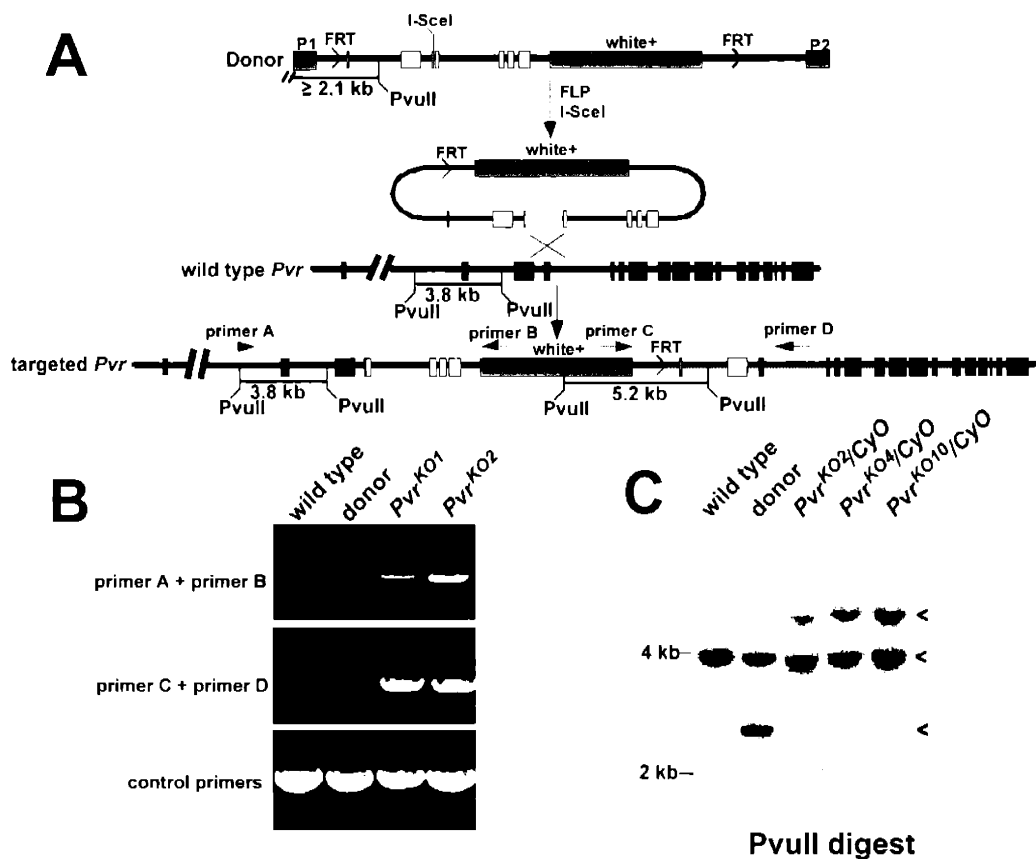 A
I-SceI
P1 FRT white+ FRT P2
Donor
≥ 2.1 kb
PvuII
FLP
I-SceI
FRT white+
wild type Pvr
3.8 kb
PvuII PvuII
primer A primer B primer C primer D
white+ FRT
targeted Pvr
3.8 kb 5.2 kb
PvuII PvuII PvuII PvuII
B
wild type donor Pvr^KO1 Pvr^KO2
primer A + primer B
primer C + primer D
control primers
C
wild type donor Pvr^KO2/CyO Pvr^KO4/CyO Pvr^KO10/CyO
<
4 kb– <
<
2 kb–
PvuII digest